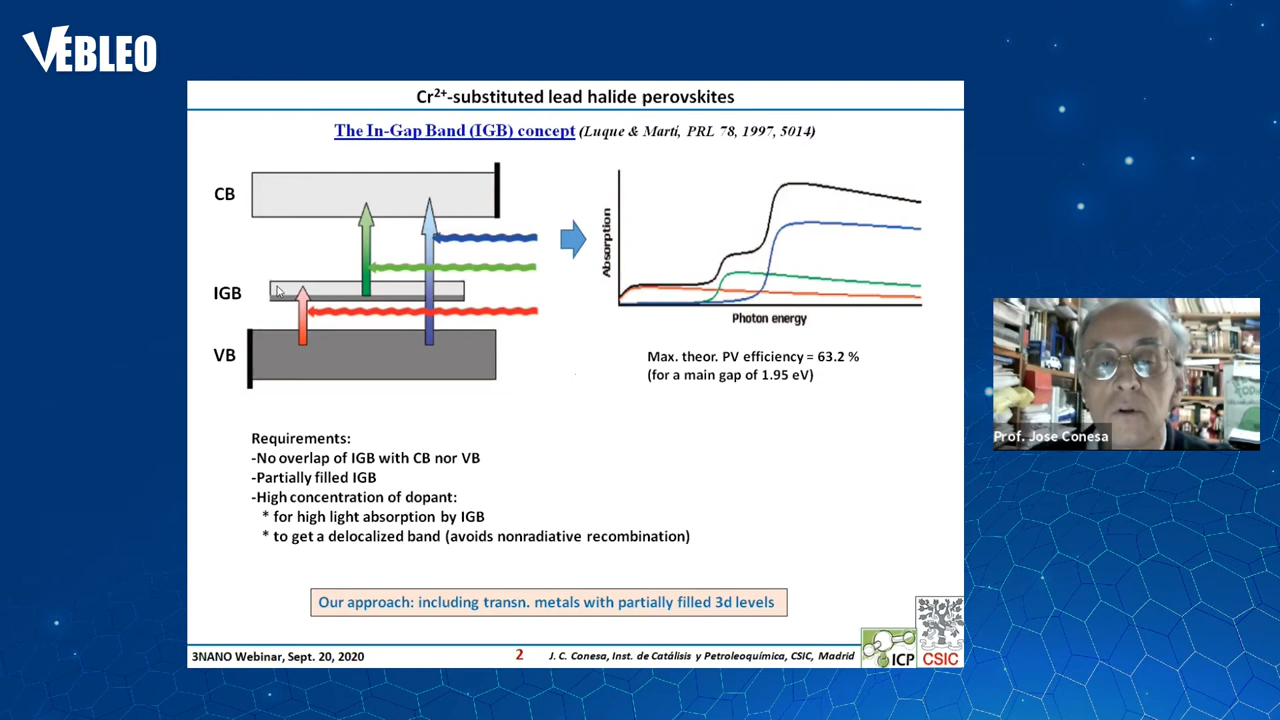 VEBLEO
Cr²⁺-substituted lead halide perovskites
The In-Gap Band (IGB) concept (Luque & Martí, PRL 78, 1997, 5014)
CB
IGB
VB
Absorption
Photon energy
Max. theor. PV efficiency = 63.2 %
(for a main gap of 1.95 eV)
Requirements:
-No overlap of IGB with CB nor VB
-Partially filled IGB
-High concentration of dopant:
* for high light absorption by IGB
* to get a delocalized band (avoids nonradiative recombination)
Our approach: including transn. metals with partially filled 3d levels
3NANO Webinar, Sept. 20, 2020
2
J. C. Conesa, Inst. de Catálisis y Petroleoquímica, CSIC, Madrid
ICP
CSIC
Prof. Jose Conesa